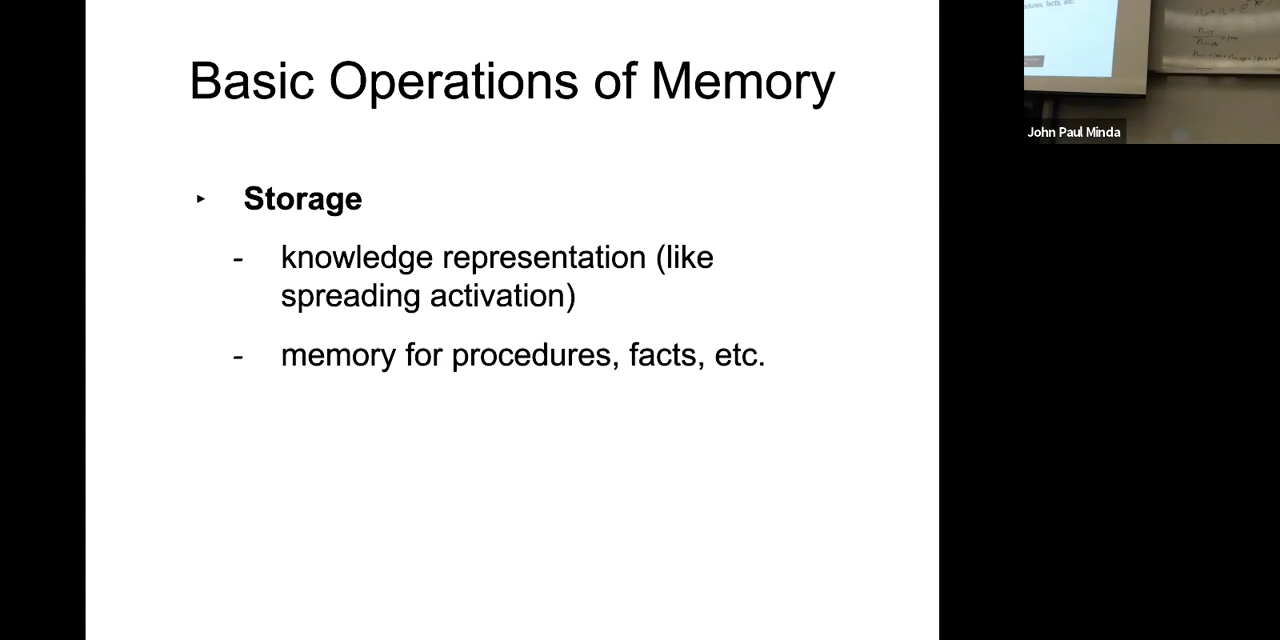 Basic Operations of Memory
‣ Storage
- knowledge representation (like
spreading activation)
- memory for procedures, facts, etc.
John Paul Minda